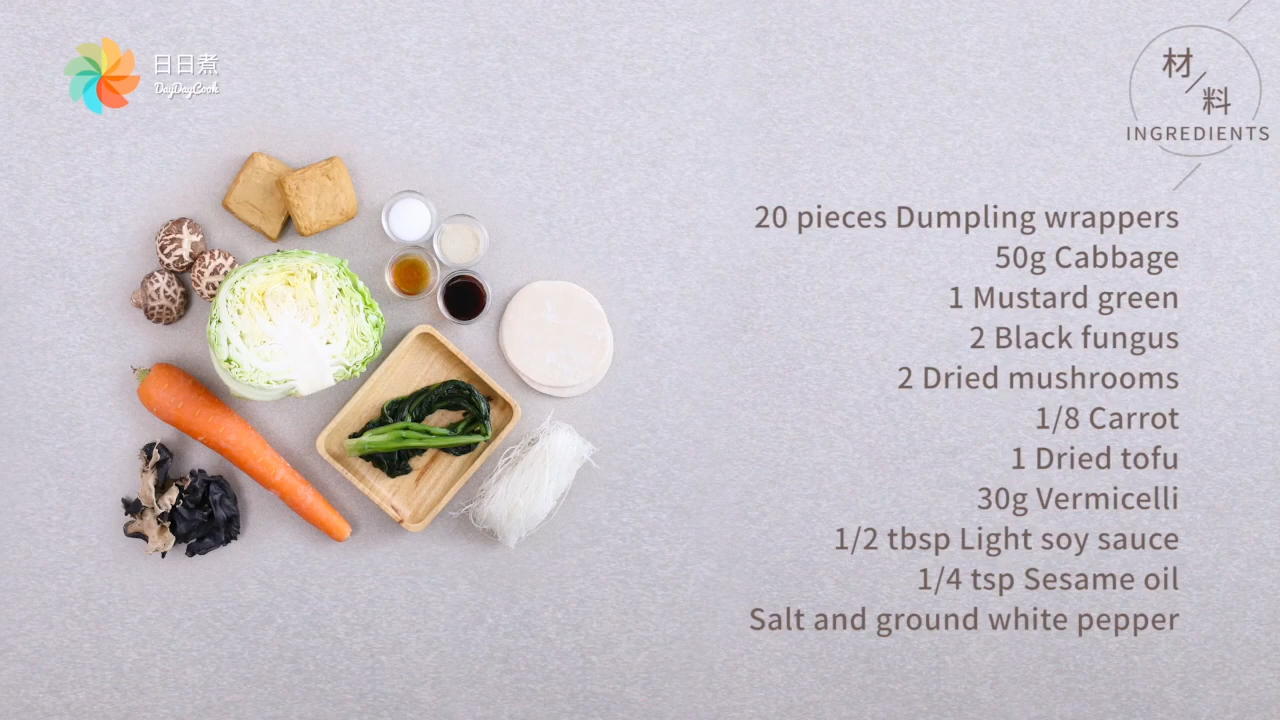 日日煮
DayDayCook
材
料
INGREDIENTS
20 pieces Dumpling wrappers
50g Cabbage
1 Mustard green
2 Black fungus
2 Dried mushrooms
1/8 Carrot
1 Dried tofu
30g Vermicelli
1/2 tbsp Light soy sauce
1/4 tsp Sesame oil
Salt and ground white pepper